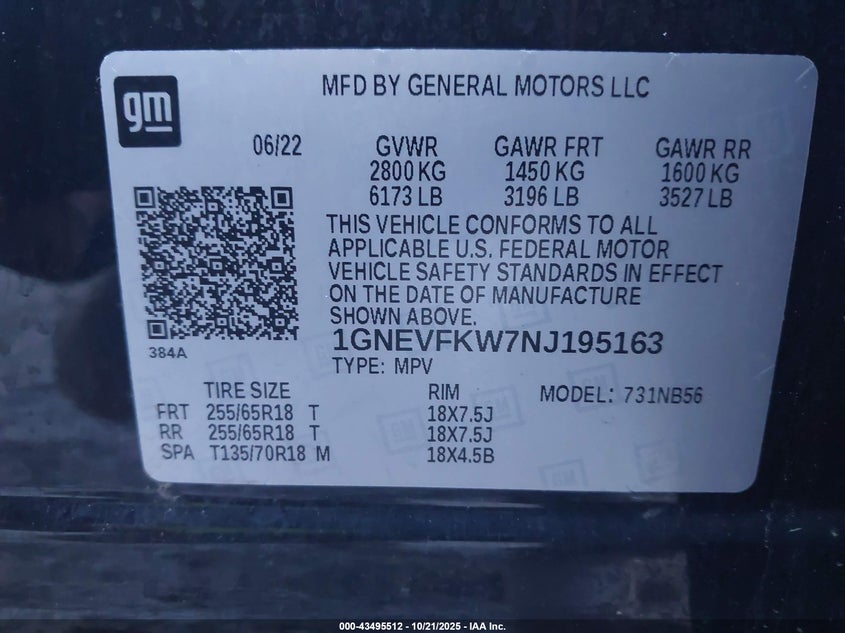 gm
MFD BY GENERAL MOTORS LLC
06/22
GVWR GAWR FRT GAWR RR
2800 KG 1450 KG 1600 KG
6173 LB 3196 LB 3527 LB
THIS VEHICLE CONFORMS TO ALL
APPLICABLE U.S. FEDERAL MOTOR
VEHICLE SAFETY STANDARDS IN EFFECT
ON THE DATE OF MANUFACTURE
SHOWN ABOVE.
1GNEVFKW7NJ195163
384A
TYPE: MPV
TIRE SIZE RIM MODEL: 731NB56
FRT 255/65R18 T 18X7.5J
RR 255/65R18 T 18X7.5J
SPA T135/70R18 M 18X4.5B
GM
GM
GM
000-43495512 - 10/21/2025 - IAA Inc.